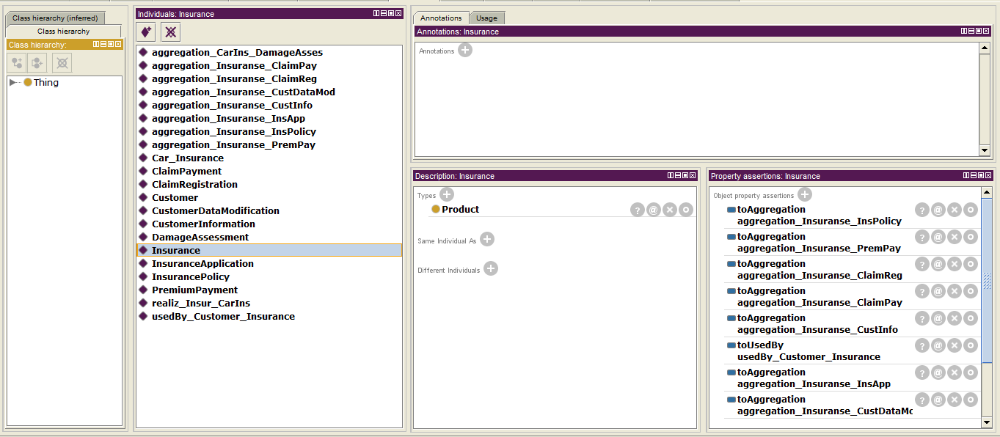 Class hierarchy (inferred)
Class hierarchy
Class hierarchy:
Thing
Individuals: Insurance
aggregation_CarIns_DamageAsses
aggregation_Insuranse_ClaimPay
aggregation_Insuranse_ClaimReg
aggregation_Insuranse_CustDataMod
aggregation_Insuranse_CustInfo
aggregation_Insuranse_InsApp
aggregation_Insuranse_InsPolicy
aggregation_Insuranse_PremPay
Car_Insurance
ClaimPayment
ClaimRegistration
Customer
CustomerDataModification
CustomerInformation
DamageAssessment
Insurance
InsuranceApplication
InsurancePolicy
PremiumPayment
realiz_Insur_CarIns
usedBy_Customer_Insurance
Annotations
Usage
Annotations: Insurance
Annotations
Description: Insurance
Types
Product
? @
Same Individual As
Different Individuals
Property assertions: Insurance
Object property assertions
toAggregation
aggregation_Insuranse_InsPolicy
? @
toAggregation
aggregation_Insuranse_PremPay
? @
toAggregation
aggregation_Insuranse_ClaimReg
? @
toAggregation
aggregation_Insuranse_ClaimPay
? @
toAggregation
aggregation_Insuranse_CustInfo
? @
toUsedBy
usedBy_Customer_Insurance
? @
toAggregation
aggregation_Insuranse_InsApp
? @
toAggregation
aggregation_Insuranse_CustDataMo
? @